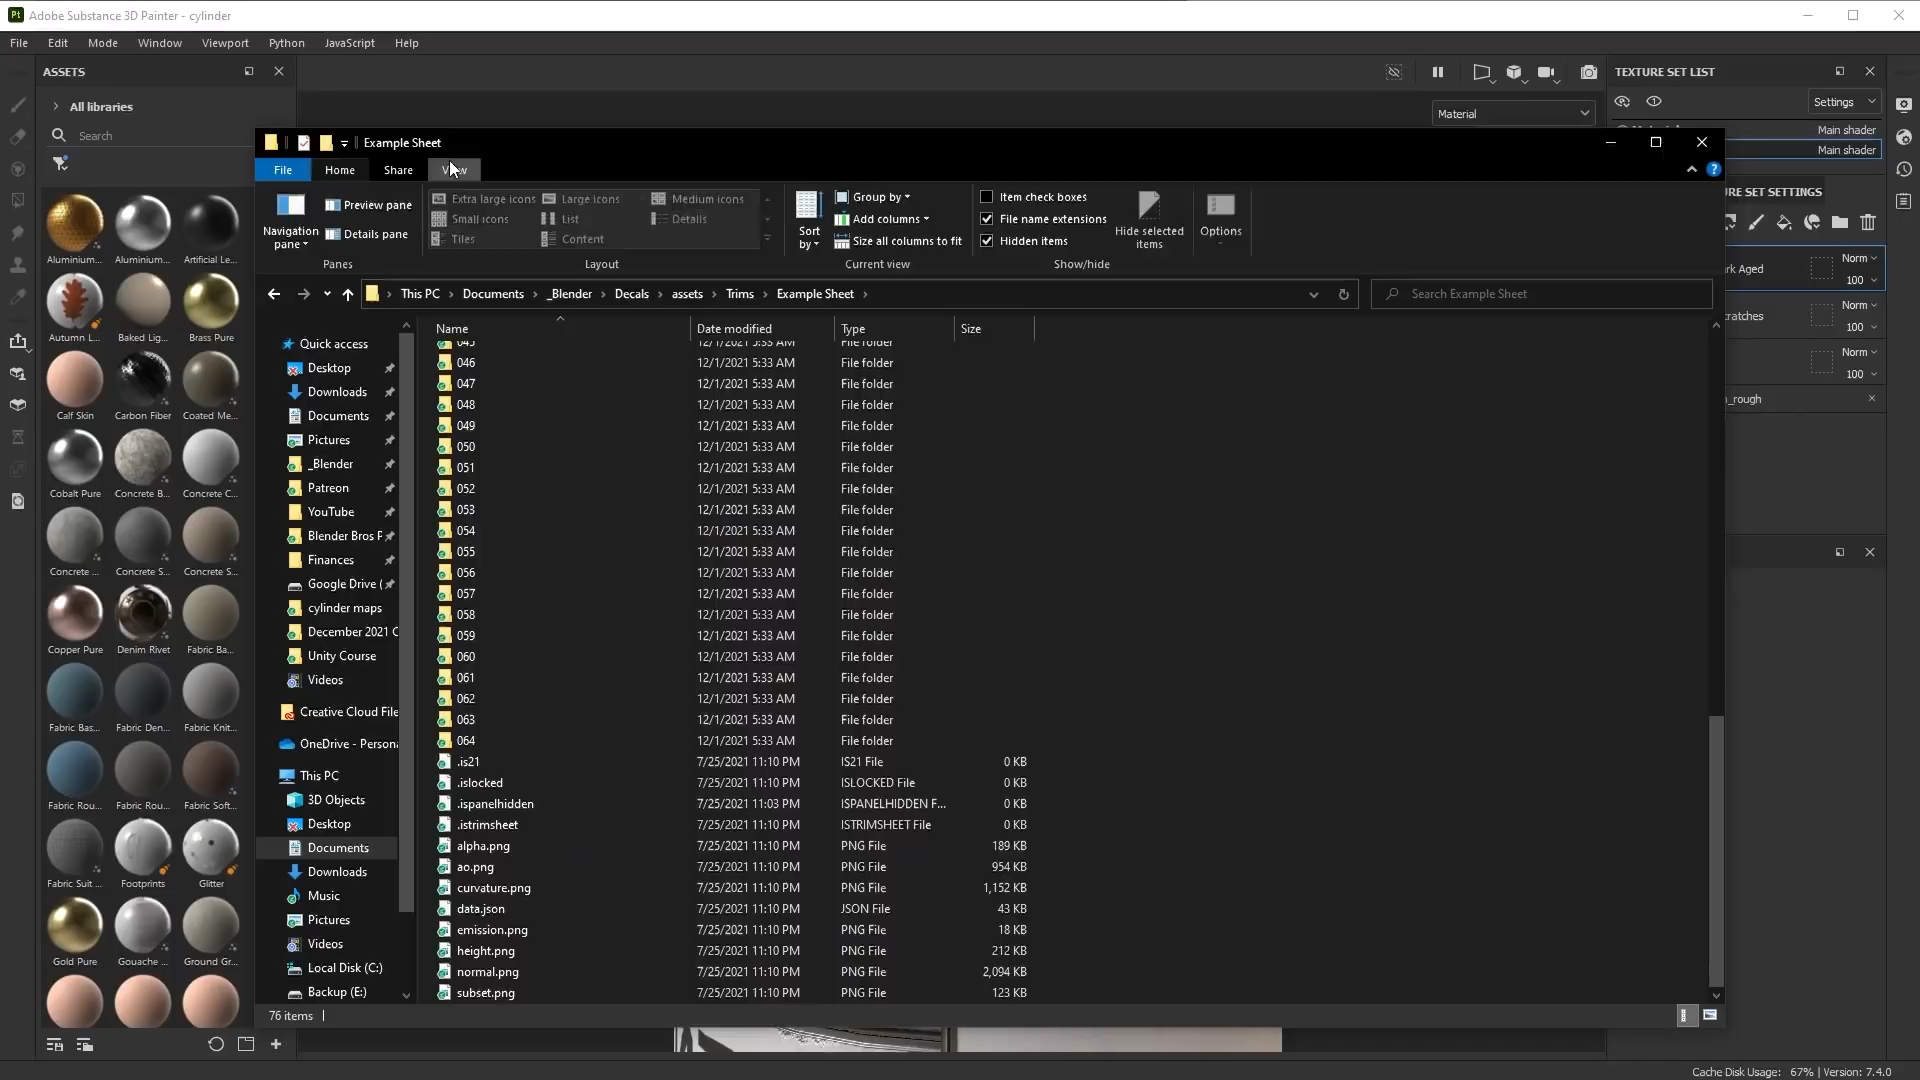 Adobe Substance 3D Painter - cylinder
File Edit Mode Window Viewport Python JavaScript Help
ASSETS
All libraries
Search
Aluminium... Aluminium... Artificial Le...
Autumn L... Baked Lig... Brass Pure
Calf Skin Carbon Fiber Coated Me...
Cobalt Pure Concrete B... Concrete C...
Concrete ... Concrete S... Concrete S...
Copper Pure Denim Rivet Fabric Ba...
Fabric Bas... Fabric Den... Fabric Knit...
Fabric Rou... Fabric Rou... Fabric Soft...
Fabric Suit ... Footprints Glitter
Gold Pure Gouache ... Ground Gr...
Material
TEXTURE SET LIST
Settings
Main shader
Main shader
RE SET SETTINGS
rk Aged Norm
100
ratches Norm
100
Norm
100
_rough
Example Sheet
File Home Share
Navigation pane
Preview pane
Details pane
Panes
Extra large icons Large icons Medium icons
Small icons List Details
Tiles Content
Layout
Sort by
Group by
Add columns
Size all columns to fit
Current view
Item check boxes
File name extensions
Hidden items
Hide selected items
Show/hide
Options
This PC > Documents > _Blender > Decals > assets > Trims > Example Sheet >
Search Example Sheet
Quick access
Desktop
Downloads
Documents
Pictures
_Blender
Patreon
YouTube
Blender Bros F
Finances
Google Drive (
cylinder maps
December 2021 C
Unity Course
Videos
Creative Cloud File
OneDrive - Person
This PC
3D Objects
Desktop
Documents
Downloads
Music
Pictures
Videos
Local Disk (C:)
Backup (E:)
Name Date modified Type Size
045 12/1/2021 5:33 AM File folder
046 12/1/2021 5:33 AM File folder
047 12/1/2021 5:33 AM File folder
048 12/1/2021 5:33 AM File folder
049 12/1/2021 5:33 AM File folder
050 12/1/2021 5:33 AM File folder
051 12/1/2021 5:33 AM File folder
052 12/1/2021 5:33 AM File folder
053 12/1/2021 5:33 AM File folder
054 12/1/2021 5:33 AM File folder
055 12/1/2021 5:33 AM File folder
056 12/1/2021 5:33 AM File folder
057 12/1/2021 5:33 AM File folder
058 12/1/2021 5:33 AM File folder
059 12/1/2021 5:33 AM File folder
060 12/1/2021 5:33 AM File folder
061 12/1/2021 5:33 AM File folder
062 12/1/2021 5:33 AM File folder
063 12/1/2021 5:33 AM File folder
064 12/1/2021 5:33 AM File folder
.is21 7/25/2021 11:10 PM IS21 File 0 KB
.islocked 7/25/2021 11:10 PM ISLOCKED File 0 KB
.ispanelhidden 7/25/2021 11:03 PM ISPANELHIDDEN F... 0 KB
.istrimsheet 7/25/2021 11:10 PM ISTRIMSHEET File 0 KB
alpha.png 7/25/2021 11:10 PM PNG File 189 KB
ao.png 7/25/2021 11:10 PM PNG File 954 KB
curvature.png 7/25/2021 11:10 PM PNG File 1,152 KB
data.json 7/25/2021 11:10 PM JSON File 43 KB
emission.png 7/25/2021 11:10 PM PNG File 18 KB
height.png 7/25/2021 11:10 PM PNG File 212 KB
normal.png 7/25/2021 11:10 PM PNG File 2,094 KB
subset.png 7/25/2021 11:10 PM PNG File 123 KB
76 items
Cache Disk Usage: 67% | Version: 7.4.0